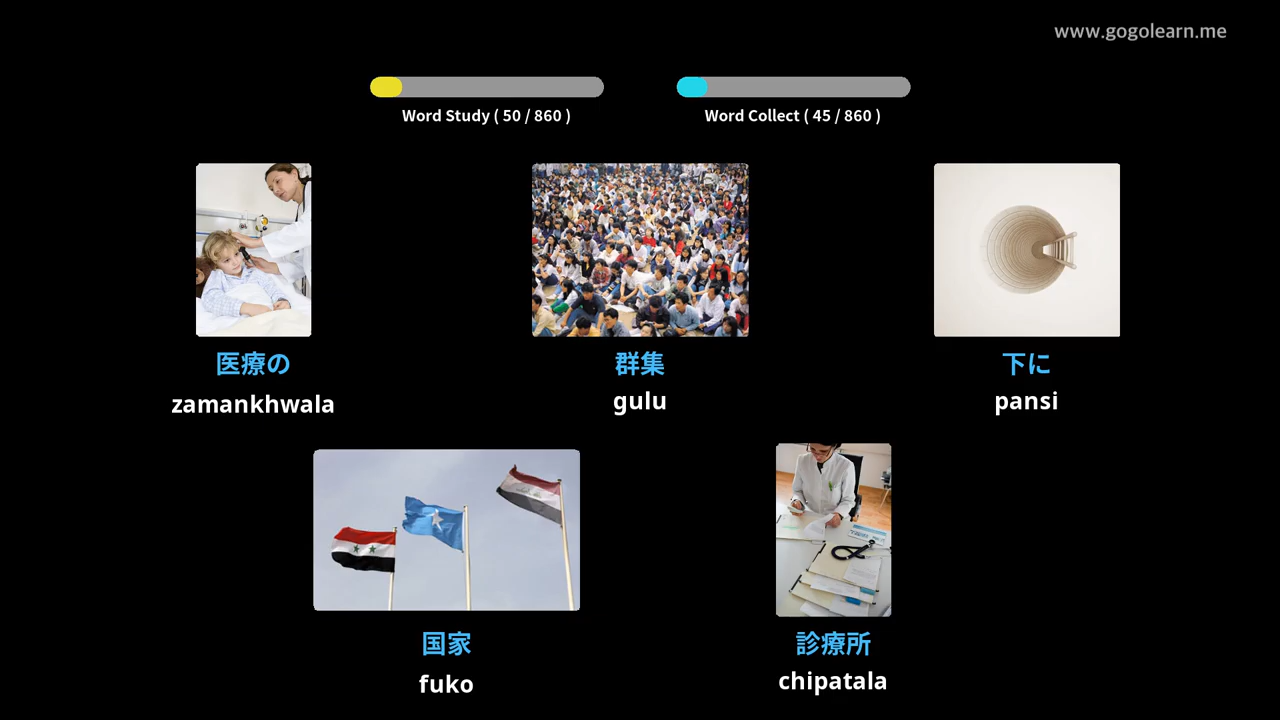 www.gogolearn.me
Word Study ( 50 / 860 )
Word Collect ( 45 / 860 )
医療の
zamankhwala
群集
gulu
下に
pansi
国家
fuko
診療所
chipatala